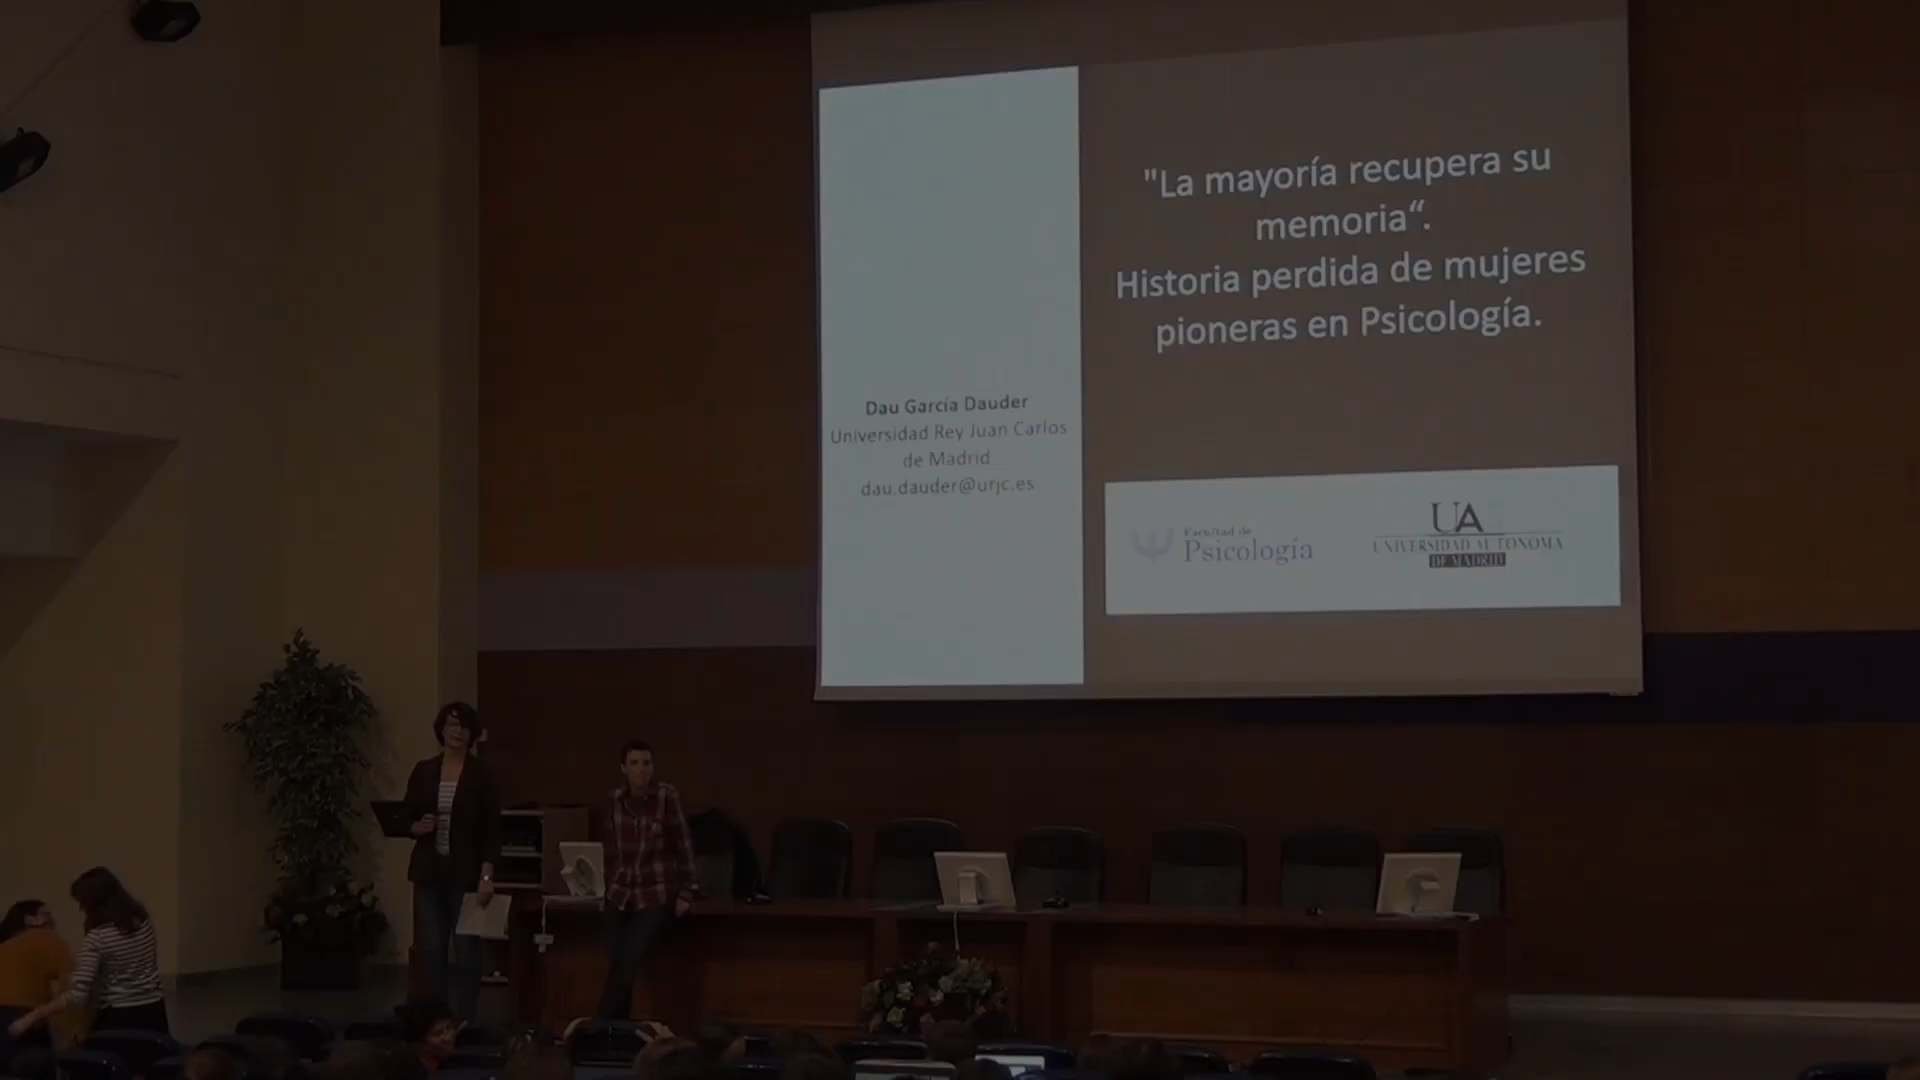 "La mayoría recupera su
memoria“.
Historia perdida de mujeres
pioneras en Psicología.
Dau García Dauder
Universidad Rey Juan Carlos
de Madrid
dau.dauder@urjc.es
Facultad de
Psicología
UA
UNIVERSIDAD AUTONOMA
DE MADRID